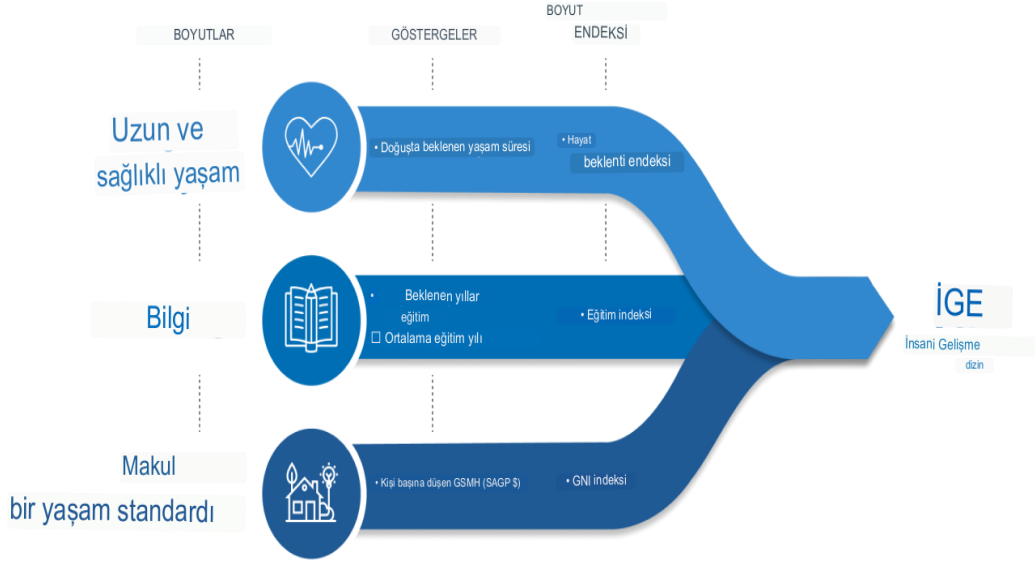 BOYUTLAR
GÖSTERGELER
BOYUT
ENDEKSİ
Uzun ve
sağlıklı yaşam
• Doğuşta beklenen yaşam süresi
• Hayat
beklenti endeksi
Bilgi
• Beklenen yıllar
eğitim
☐ Ortalama eğitim yılı
• Eğitim indeksi
Makul
bir yaşam standardı
• Kişi başına düşen GSMH (SAGP $)
• GNI indeksi
İGE
İnsani Gelişme
dizin